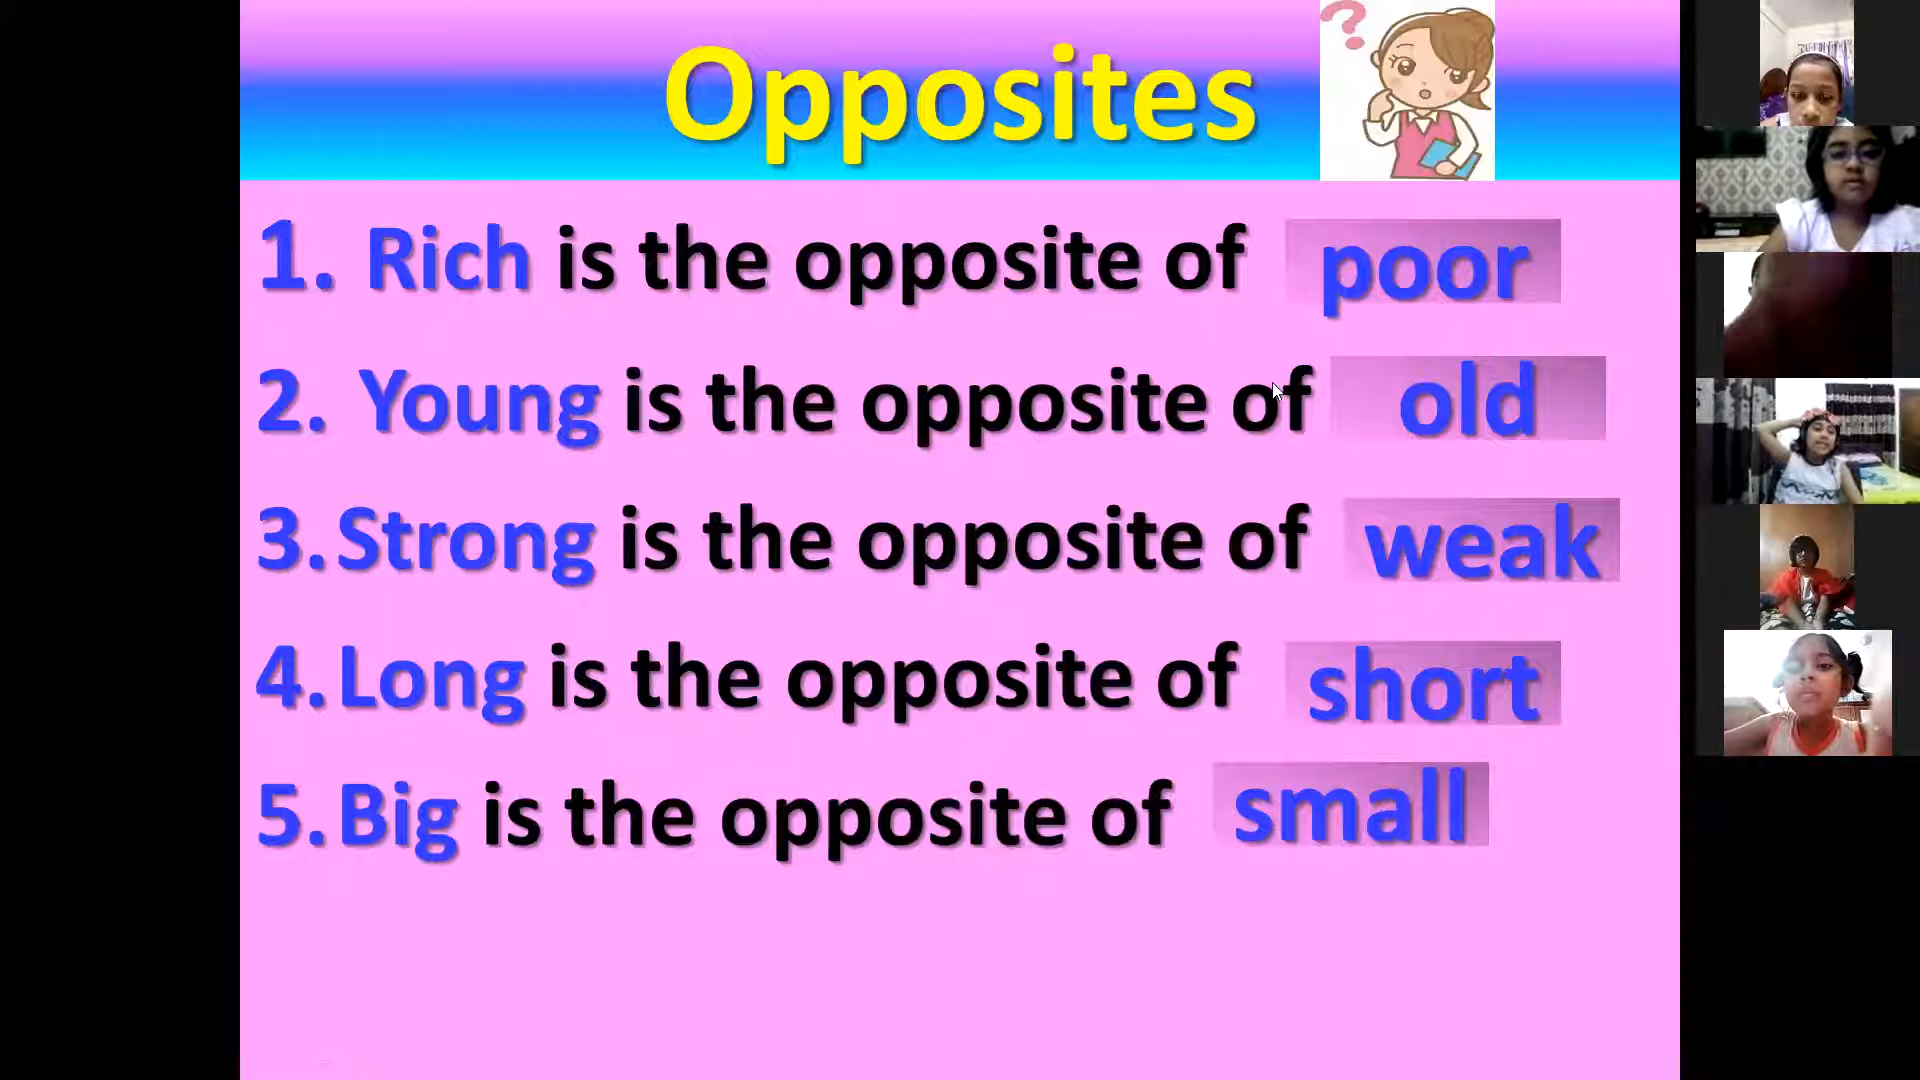 Opposites
?
1. Rich is the opposite of poor
2. Young is the opposite of old
3. Strong is the opposite of weak
4. Long is the opposite of short
5. Big is the opposite of small